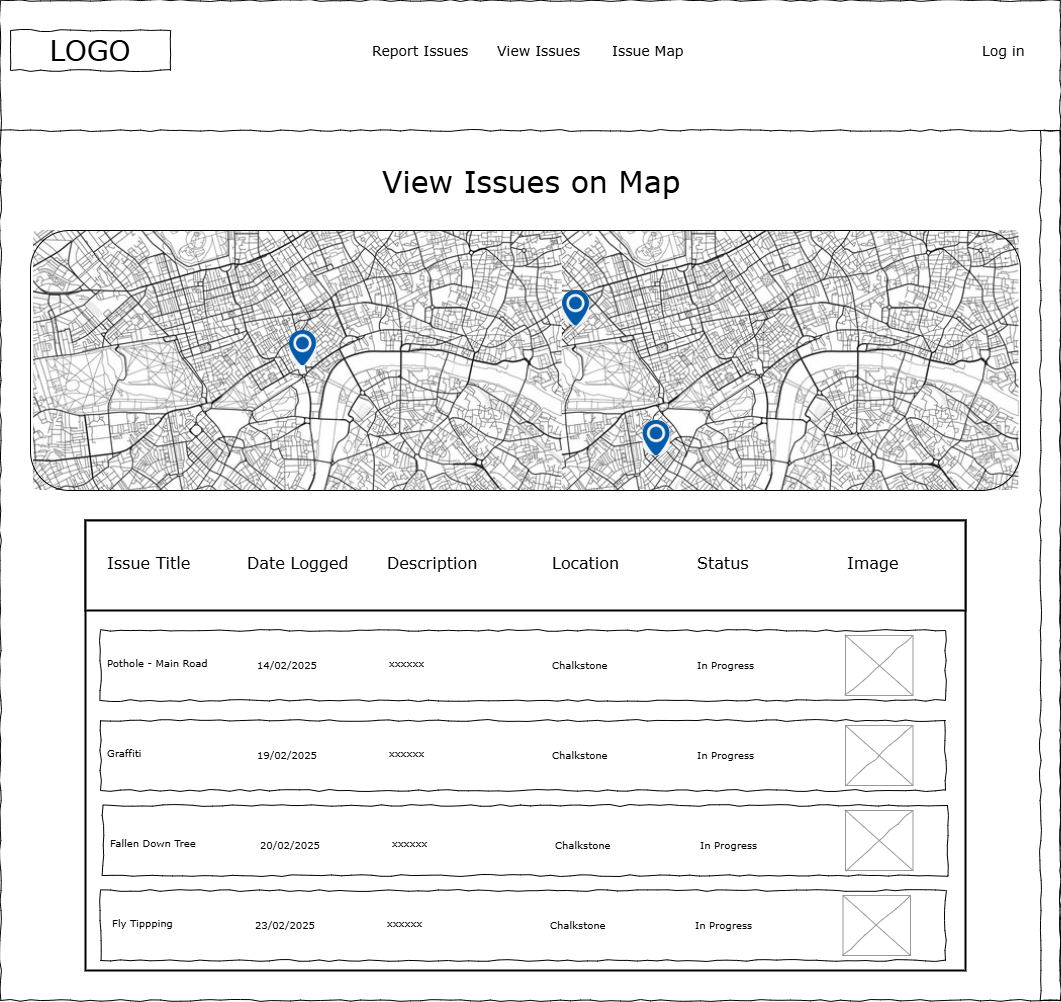 LOGO
Report Issues View Issues Issue Map Log in
View Issues on Map
Issue Title Date Logged Description Location Status Image
Pothole - Main Road 14/02/2025 xxxxxx Chalkstone In Progress
Graffiti 19/02/2025 xxxxxx Chalkstone In Progress
Fallen Down Tree 20/02/2025 xxxxxx Chalkstone In Progress
Fly Tippping 23/02/2025 xxxxxx Chalkstone In Progress